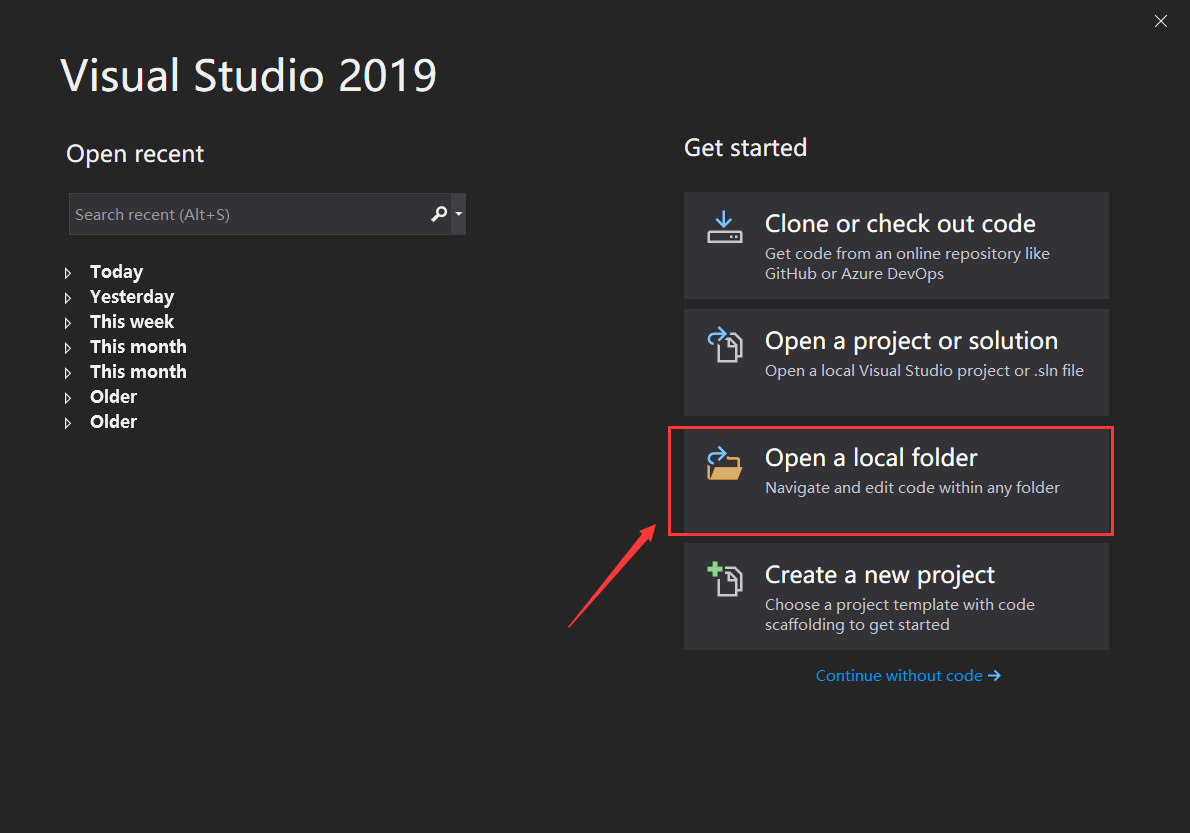 Visual Studio 2019
Open recent
Search recent (Alt+S)
Today
Yesterday
This week
This month
This month
Older
Older
Get started
Clone or check out code
Get code from an online repository like
GitHub or Azure DevOps
Open a project or solution
Open a local Visual Studio project or .sln file
Open a local folder
Navigate and edit code within any folder
Create a new project
Choose a project template with code
scaffolding to get started
Continue without code